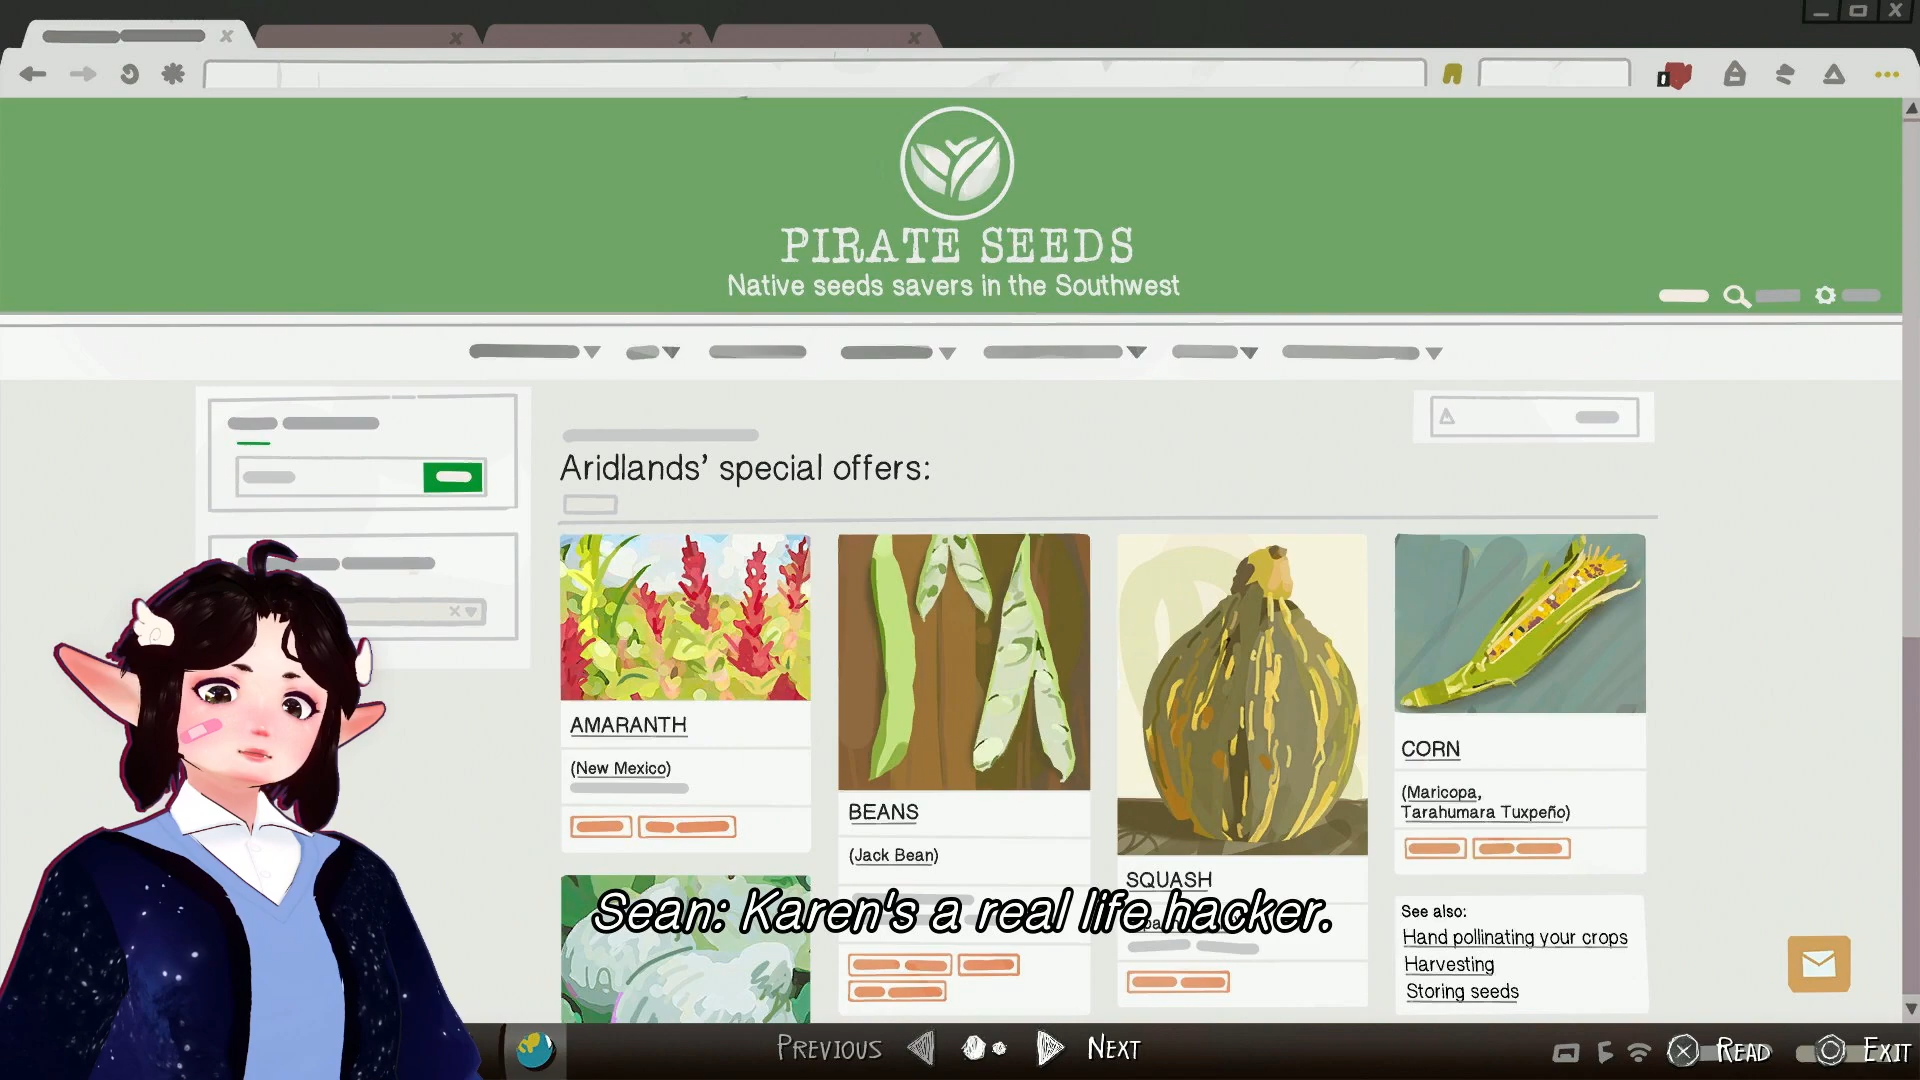 PIRATE SEEDS
Native seeds savers in the Southwest
Aridlands' special offers:
AMARANTH
(New Mexico)
BEANS
(Jack Bean)
SQUASH
CORN
(Maricopa,
Tarahumara Tuxpeño)
See also:
Hand pollinating your crops
Harvesting
Storing seeds
Sean: Karen's a real life hacker.
PREVIOUS
NEXT
READ
EXIT